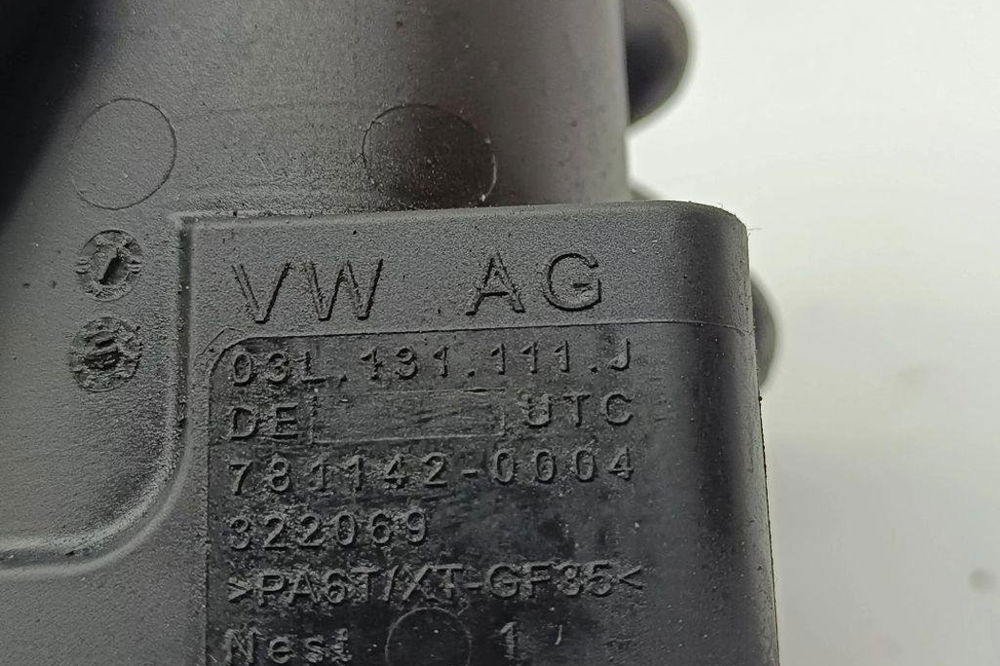 VW AG
03L.131.111.J
DE UTC
781142-0004
322069
>PA6T/XT-GF35<
Nest 1